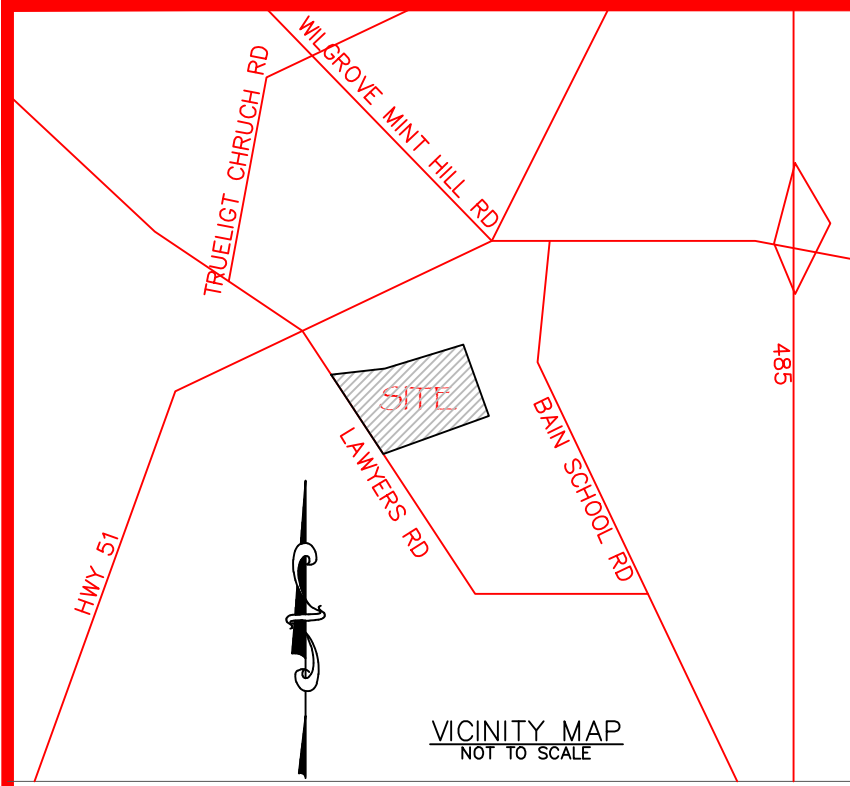 WILGROVE MINT HILL RD
TRUELIGT CHRUCH RD
485
SITE
BAIN SCHOOL RD
LAWYERS RD
HWY 51
VICINITY MAP
NOT TO SCALE